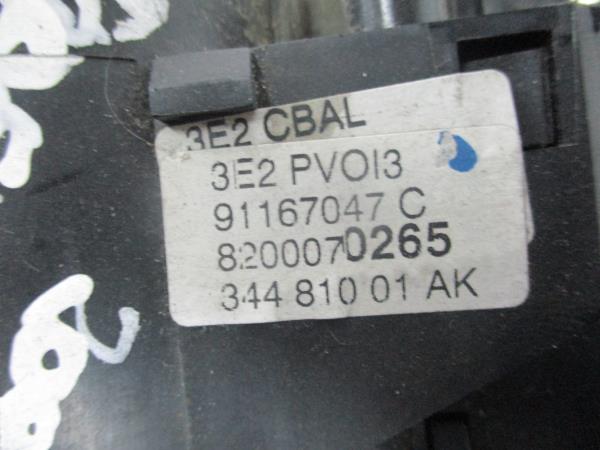 3E2 CBAL
3E2 PVOI3
91167047 C
8200070265
344 810 01 AK